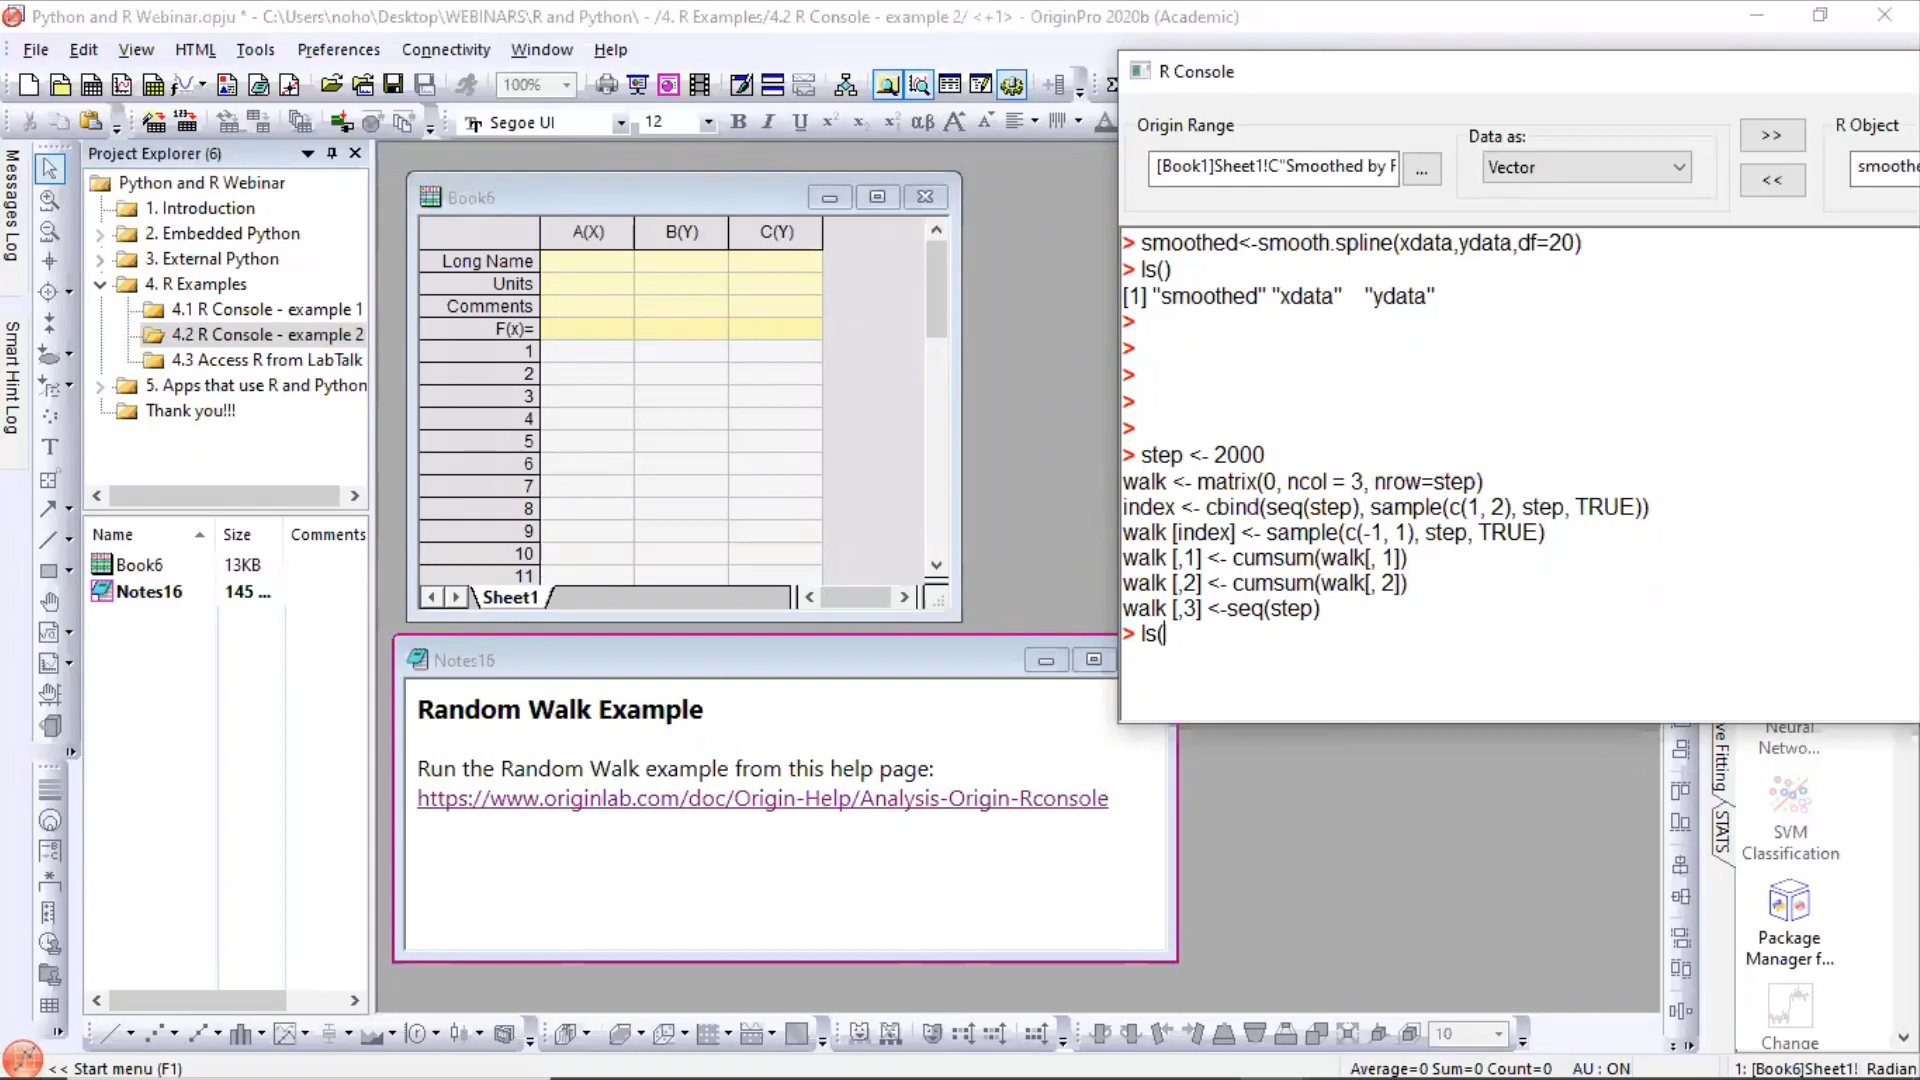 Python and R Webinar.opju * - C:\Users\noho\Desktop\WEBINARS\R and Python\ - /4. R Examples/4.2 R Console - example 2/ <+1> - OriginPro 2020b (Academic)
File Edit View HTML Tools Preferences Connectivity Window Help
100%
Segoe UI 12 B I U x² x₂ αβ A A A
Messages Log
Smart Hint Log
Project Explorer (6)
Python and R Webinar
1. Introduction
2. Embedded Python
3. External Python
4. R Examples
4.1 R Console - example 1
4.2 R Console - example 2
4.3 Access R from LabTalk
5. Apps that use R and Python
Thank you!!!
Name Size Comments
Book6 13KB
Notes16 145 ...
Book6
A(X) B(Y) C(Y)
Long Name
Units
Comments
F(x)=
1
2
3
4
5
6
7
8
9
10
11
Sheet1
Notes16
Random Walk Example
Run the Random Walk example from this help page:
https://www.originlab.com/doc/Origin-Help/Analysis-Origin-Rconsole
R Console
Origin Range
[Book1]Sheet1!C"Smoothed by F
...
Data as:
Vector
>>
<<
R Object
smoothe
> smoothed<-smooth.spline(xdata,ydata,df=20)
> ls()
[1] "smoothed" "xdata" "ydata"
>
>
>
>
>
> step <- 2000
walk <- matrix(0, ncol = 3, nrow=step)
index <- cbind(seq(step), sample(c(1, 2), step, TRUE))
walk [index] <- sample(c(-1, 1), step, TRUE)
walk [,1] <- cumsum(walk[, 1])
walk [,2] <- cumsum(walk[, 2])
walk [,3] <-seq(step)
> ls(
ve Fitting
STATS
Neural
Netwo...
SVM
Classification
Package
Manager f...
Change
10
<< Start menu (F1)
Average=0 Sum=0 Count=0 AU : ON 1: [Book6]Sheet1! Radian